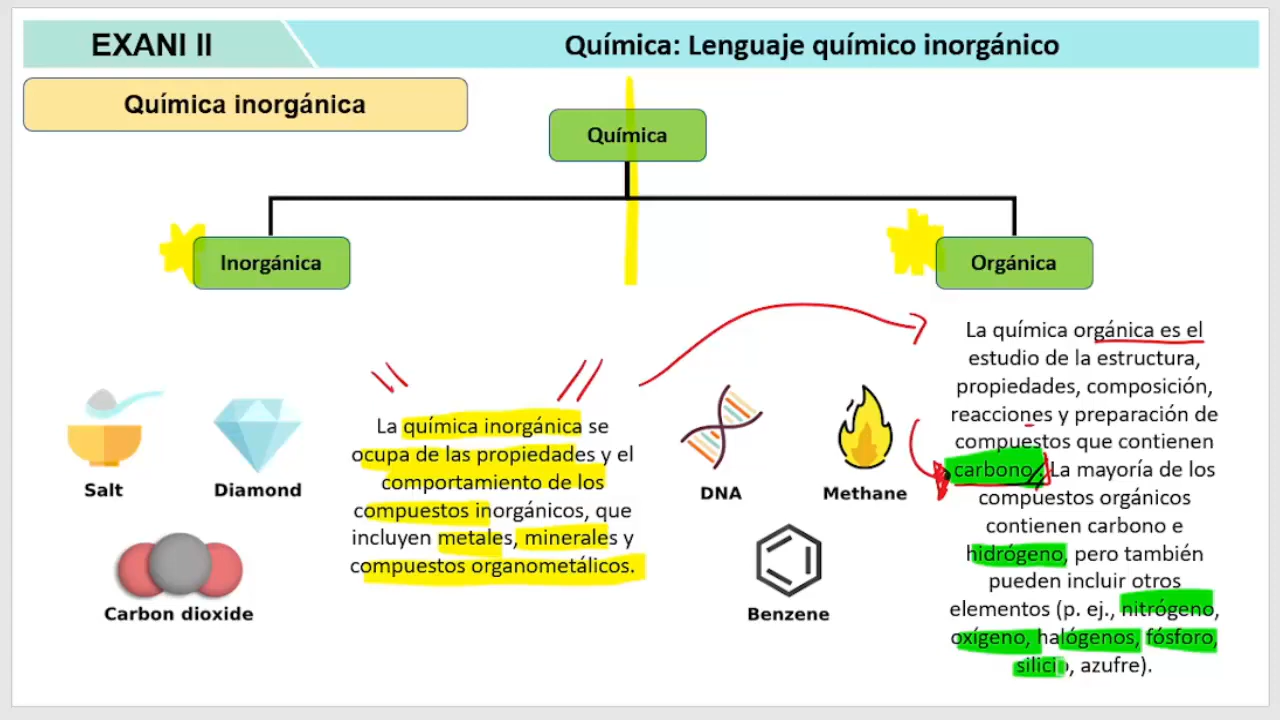 EXANI II
Química: Lenguaje químico inorgánico
Química inorgánica
Química
Inorgánica
Orgánica
Salt
Diamond
Carbon dioxide
La química inorgánica se
ocupa de las propiedades y el
comportamiento de los
compuestos inorgánicos, que
incluyen metales, minerales y
compuestos organometálicos.
DNA
Methane
Benzene
La química orgánica es el
estudio de la estructura,
propiedades, composición,
reacciones y preparación de
compuestos que contienen
carbono. La mayoría de los
compuestos orgánicos
contienen carbono e
hidrógeno, pero también
pueden incluir otros
elementos (p. ej., nitrógeno,
oxígeno, halógenos, fósforo,
silicio, azufre).